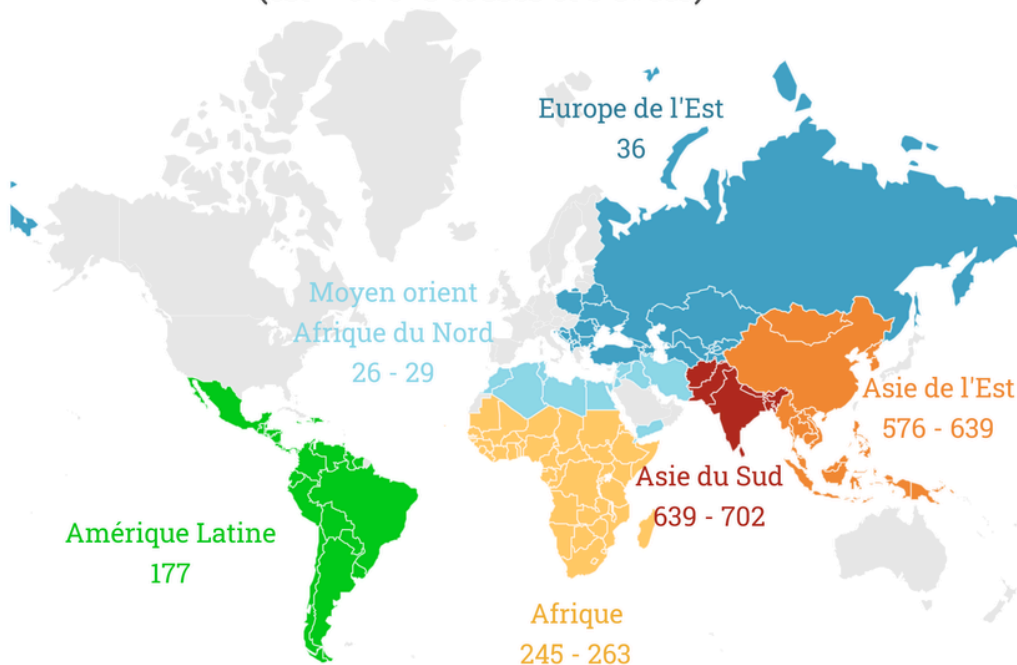 Europe de l'Est
36
Moyen orient
Afrique du Nord
26 - 29
Asie de l'Est
576 - 639
Asie du Sud
639 - 702
Amérique Latine
177
Afrique
245 - 263